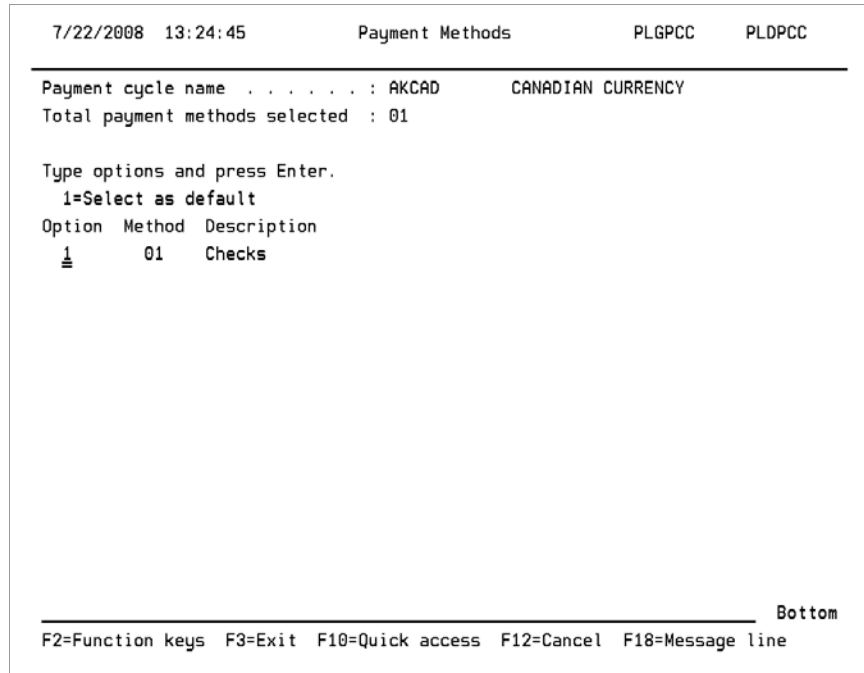 7/22/2008 13:24:45 Payment Methods PLGPCC PLDPCC
Payment cycle name . . . . . . : AKCAD CANADIAN CURRENCY
Total payment methods selected : 01
Type options and press Enter.
1=Select as default
Option Method Description
1 01 Checks
Bottom
F2=Function keys F3=Exit F10=Quick access F12=Cancel F18=Message line